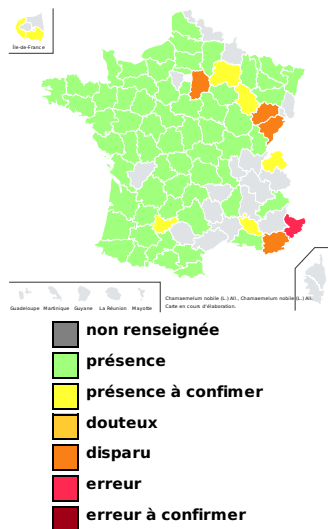 Île-de-France
Guadeloupe Martinique Guyane La Réunion Mayotte
Chamaemelum nobile (L.) All., Chamaemelum nobile (L.) All.
Carte en cours d'élaboration.
non renseignée
présence
présence à confimer
douteux
disparu
erreur
erreur à confirmer